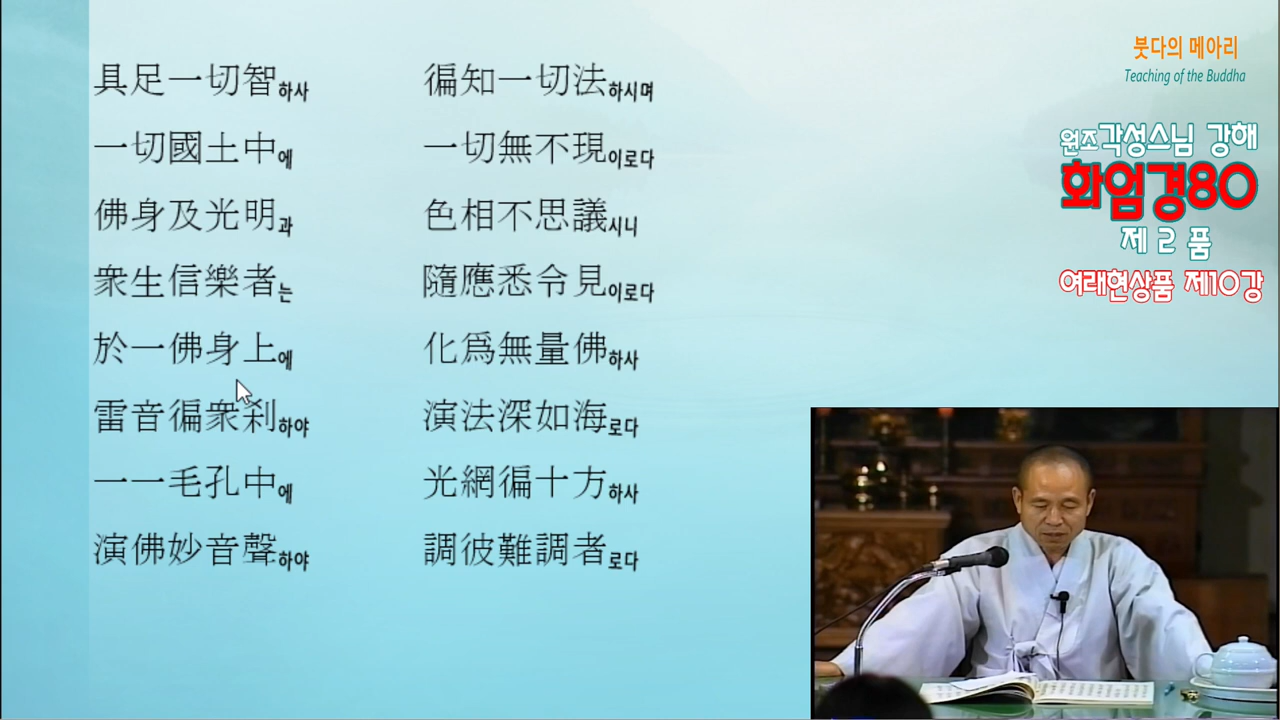 具足一切智하사 徧知一切法하시며
一切國土中에 一切無不現이로다
佛身及光明과 色相不思議시니
衆生信樂者는 隨應悉令見이로다
於一佛身上에 化爲無量佛하사
雷音徧衆刹하야 演法深如海로다
一一毛孔中에 光網徧十方하사
演佛妙音聲하야 調彼難調者로다
붓다의 메아리
Teaching of the Buddha
원조각성스님 강해
화엄경80
제 2 품
여래현상품 제10강